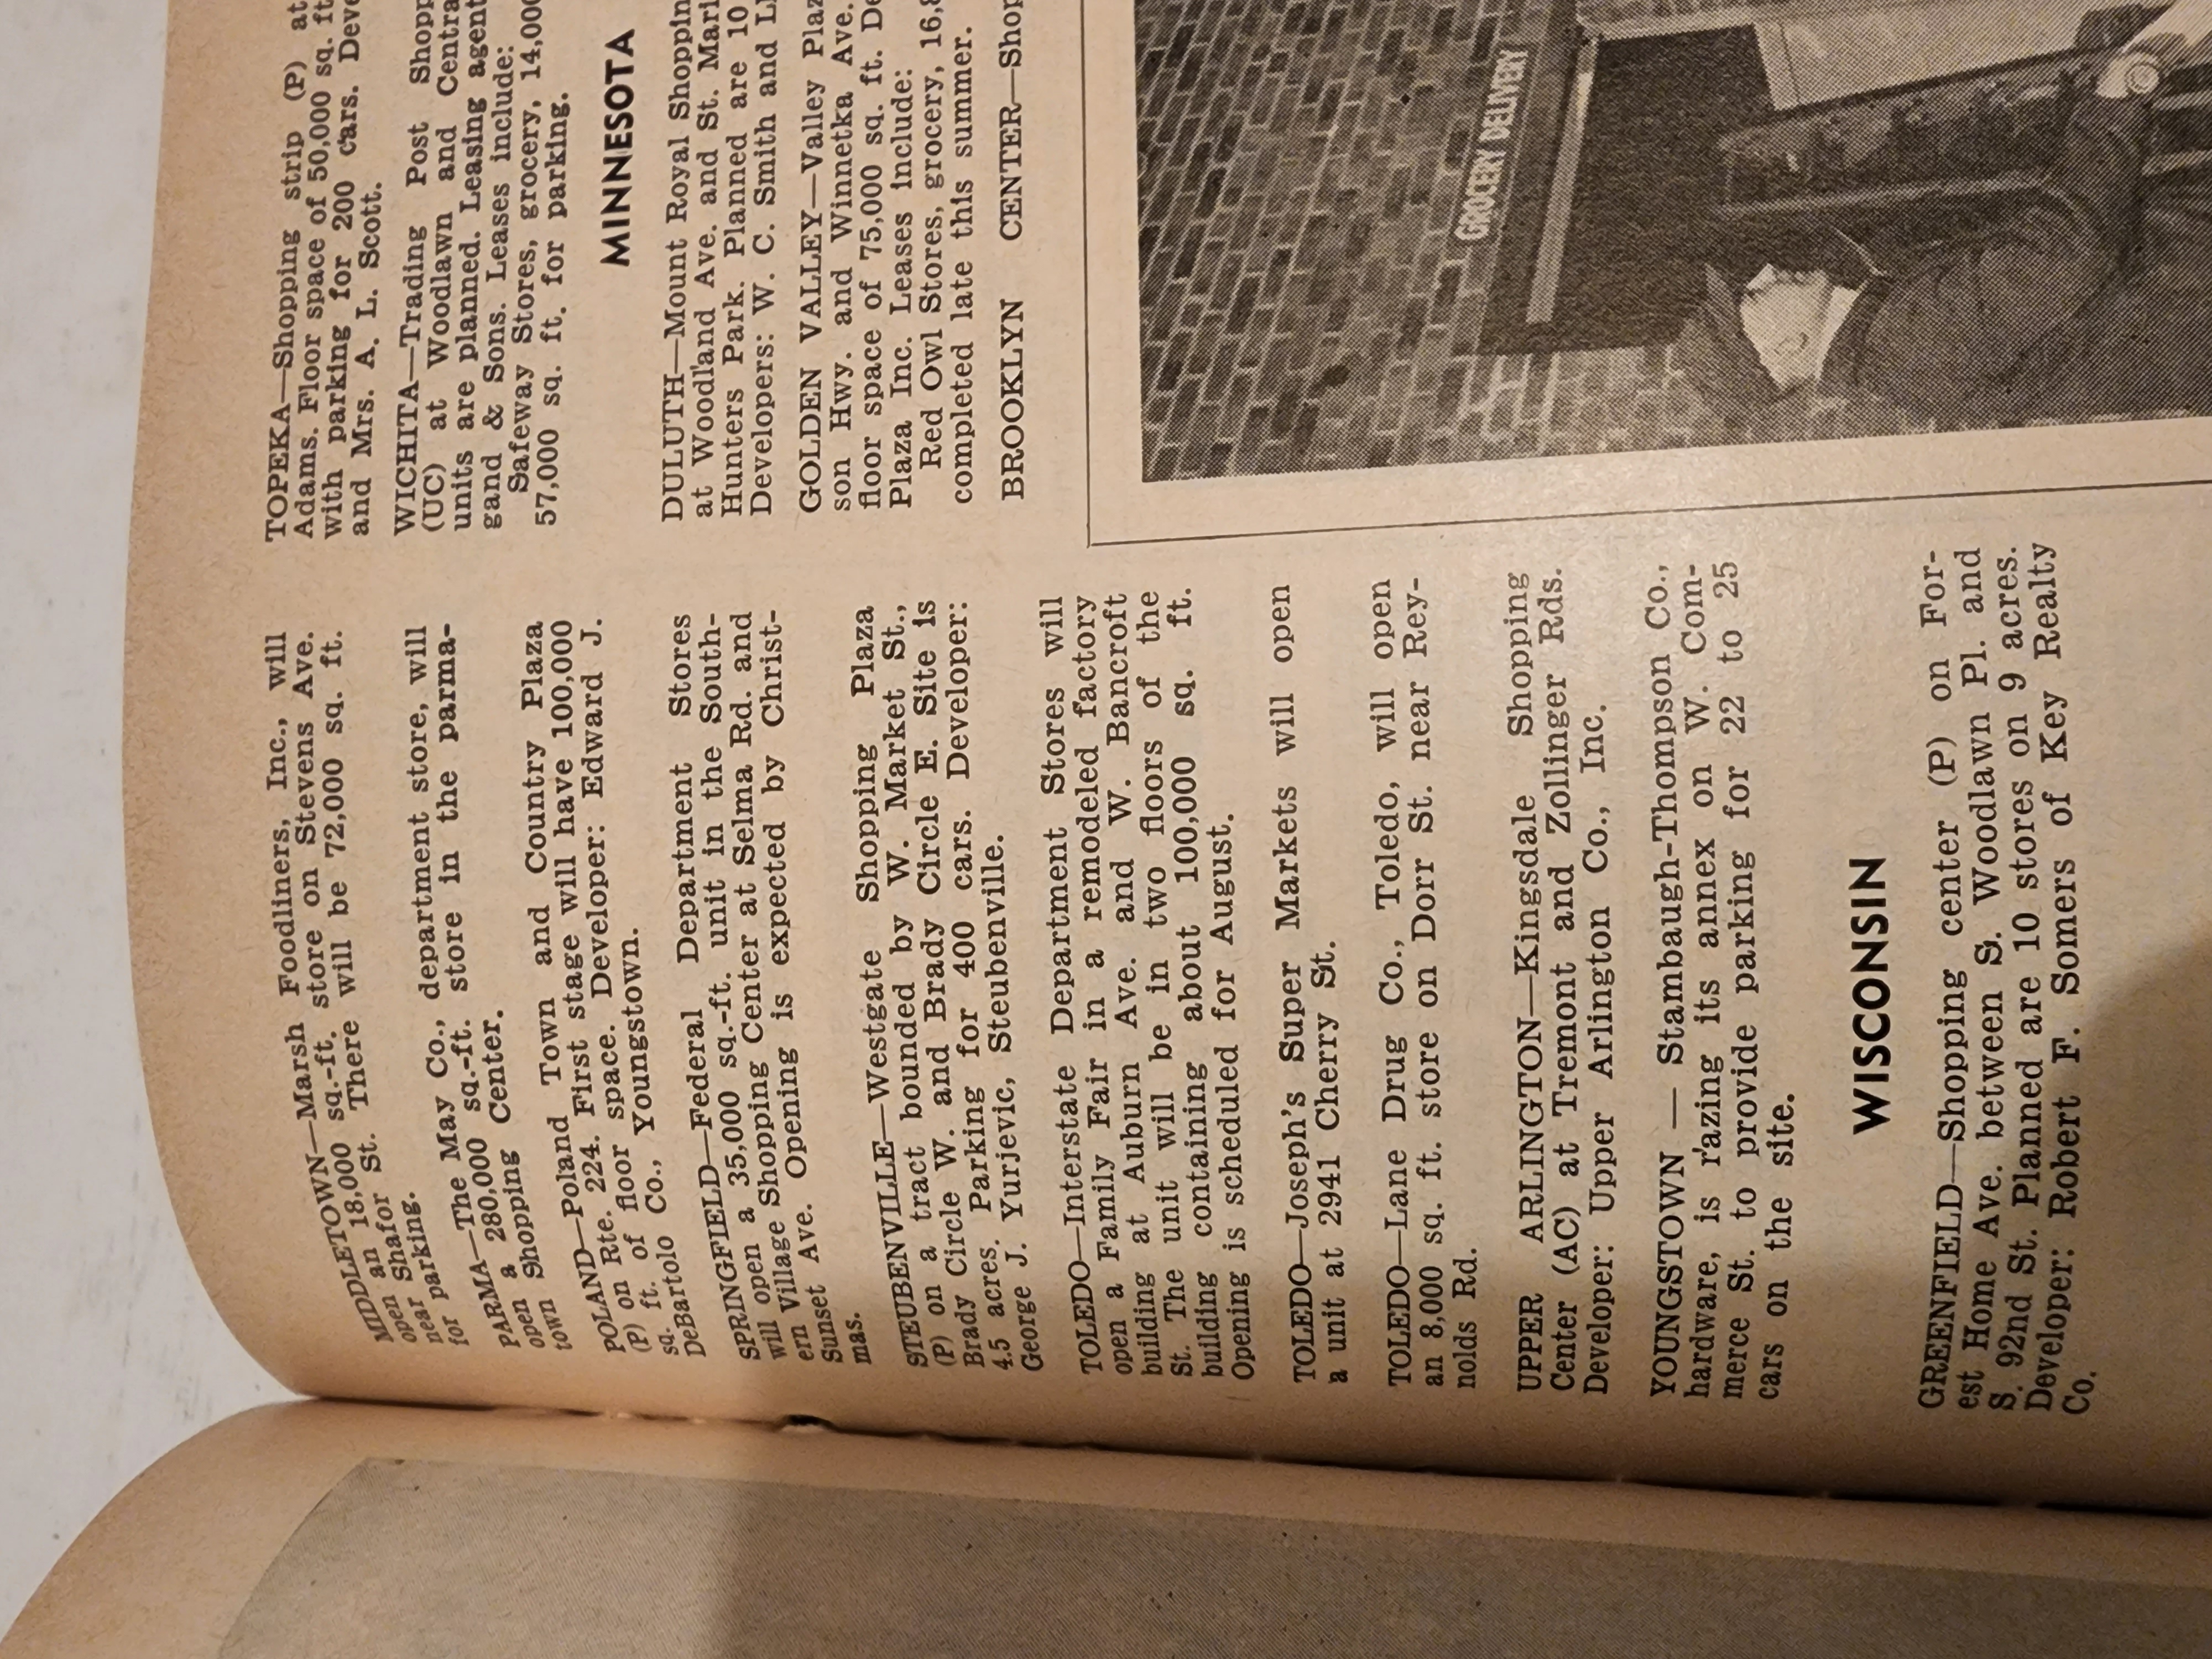 MIDDLETOWN—Marsh Foodliners, Inc., will
open an 18,000 sq.-ft. store on Stevens Ave.
near Shafor St. There will be 72,000 sq. ft.
for parking.
PARMA—The May Co., department store, will
open a 280,000 sq.-ft. store in the parma-
town Shopping Center.
POLAND—Poland Town and Country Plaza
(P) on Rte. 224. First stage will have 100,000
sq. ft. of floor space. Developer: Edward J.
DeBartolo Co., Youngstown.
SPRINGFIELD—Federal Department Stores
will open a 35,000 sq.-ft. unit in the South-
ern Village Shopping Center at Selma Rd. and
Sunset Ave. Opening is expected by Christ-
mas.
STEUBENVILLE—Westgate Shopping Plaza
(P) on a tract bounded by W. Market St.,
Brady Circle W. and Brady Circle E. Site is
4.5 acres. Parking for 400 cars. Developer:
George J. Yurjevic, Steubenville.
TOLEDO—Interstate Department Stores will
open a Family Fair in a remodeled factory
building at Auburn Ave. and W. Bancroft
St. The unit will be in two floors of the
building containing about 100,000 sq. ft.
Opening is scheduled for August.
TOLEDO—Joseph's Super Markets will open
a unit at 2941 Cherry St.
TOLEDO—Lane Drug Co., Toledo, will open
an 8,000 sq. ft. store on Dorr St. near Rey-
nolds Rd.
UPPER ARLINGTON—Kingsdale Shopping
Center (AC) at Tremont and Zollinger Rds.
Developer: Upper Arlington Co., Inc.
YOUNGSTOWN — Stambaugh-Thompson Co.,
hardware, is razing its annex on W. Com-
merce St. to provide parking for 22 to 25
cars on the site.
WISCONSIN
GREENFIELD—Shopping center (P) on For-
est Home Ave. between S. Woodlawn Pl. and
S. 92nd St. Planned are 10 stores on 9 acres.
Developer: Robert F. Somers of Key Realty
Co.
TOPEKA—Shopping strip (P) at
Adams. Floor space of 50,000 sq. ft
with parking for 200 cars. Deve
and Mrs. A. L. Scott.
WICHITA—Trading Post Shopp
(UC) at Woodlawn and Centra
units are planned. Leasing agent
gand & Sons. Leases include:
Safeway Stores, grocery, 14,000
57,000 sq. ft. for parking.
MINNESOTA
DULUTH—Mount Royal Shoppin
at Woodland Ave. and St. Mari
Hunters Park. Planned are 10
Developers: W. C. Smith and L
GOLDEN VALLEY—Valley Plaz
son Hwy. and Winnetka Ave.
floor space of 75,000 sq. ft. De
Plaza Inc. Leases include:
Red Owl Stores, grocery, 16,8
completed late this summer.
BROOKLYN CENTER—Shop
GROCERY DELIVERY